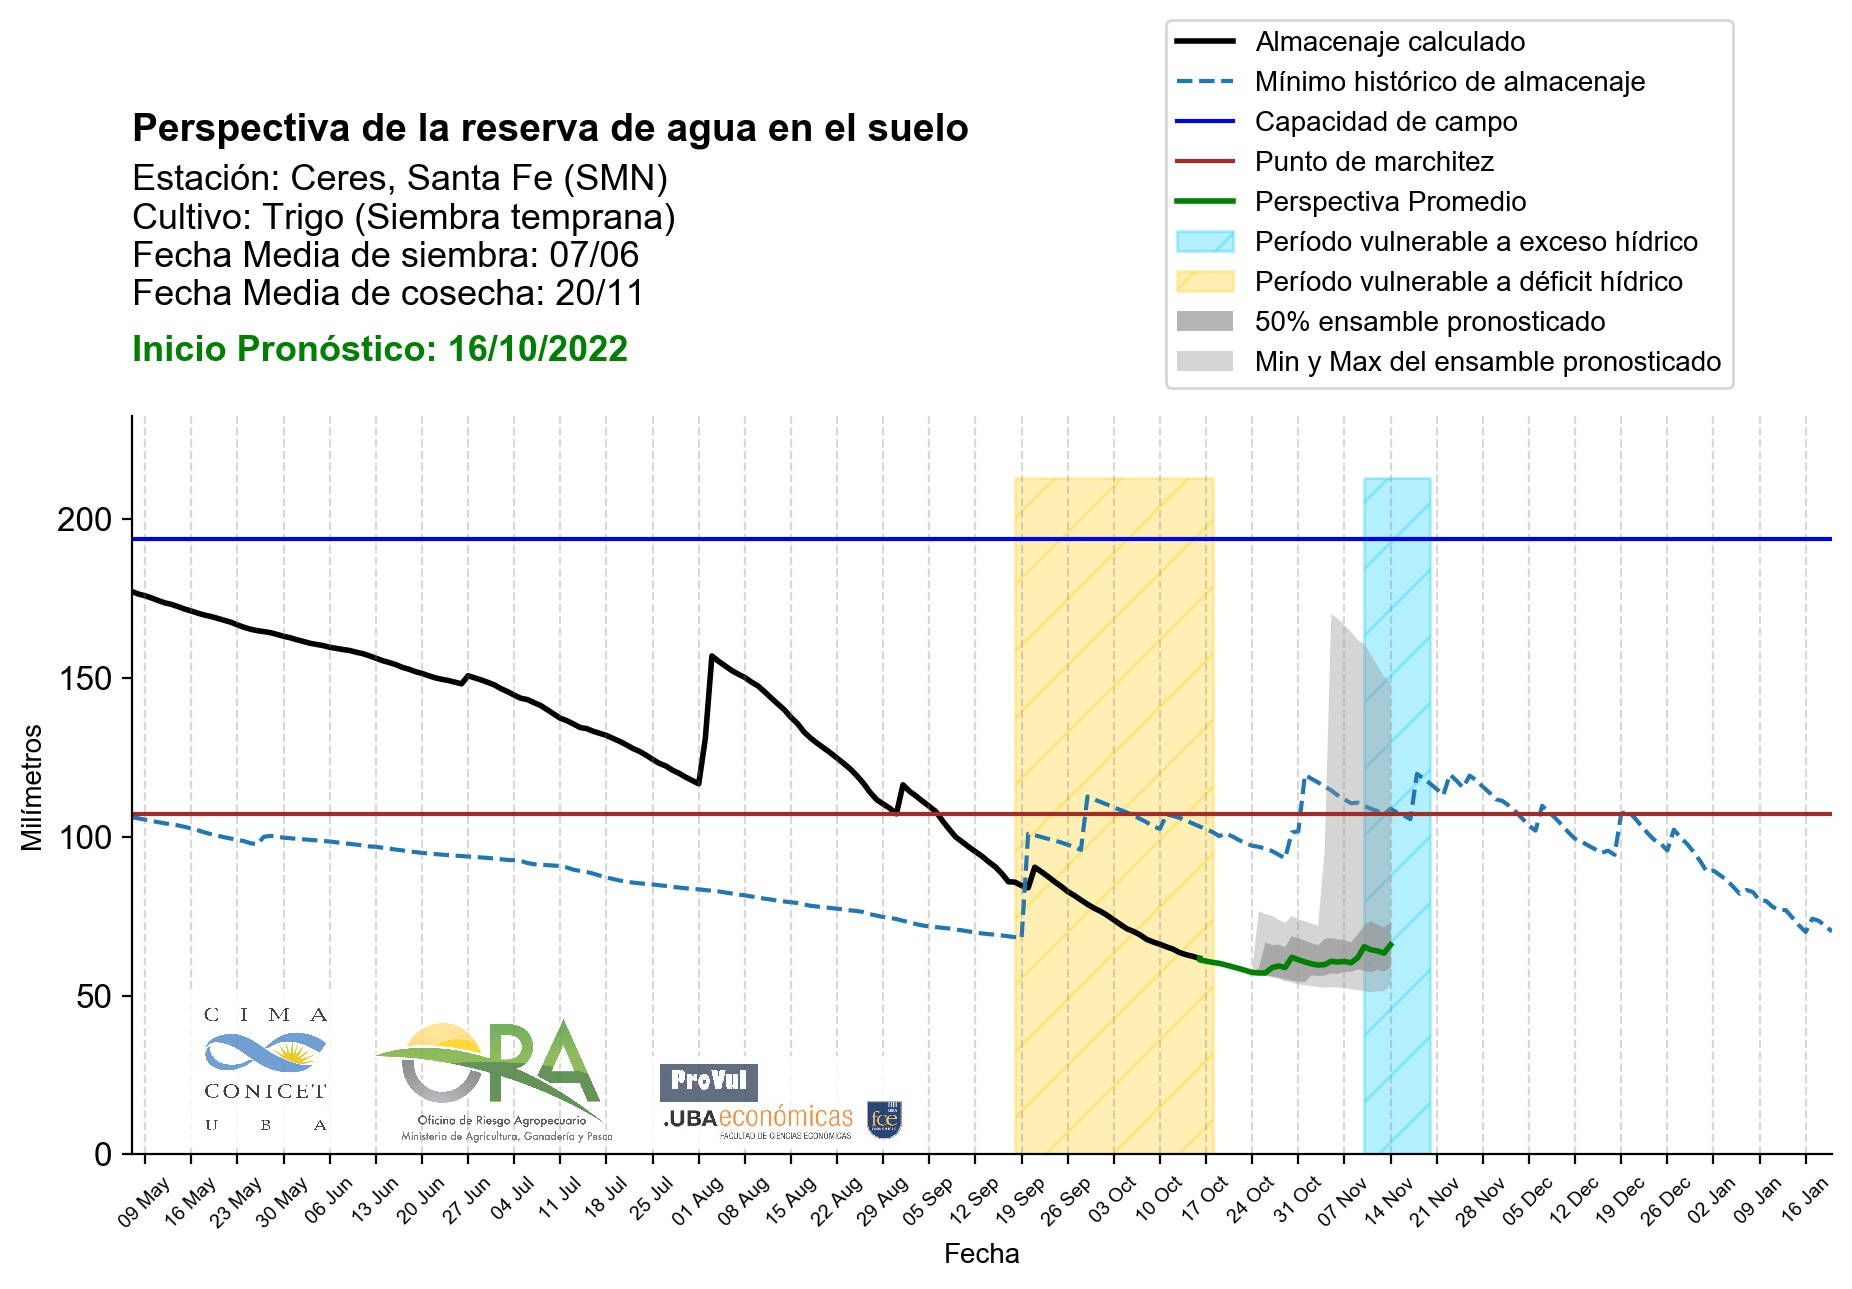 Almacenaje calculado
Mínimo histórico de almacenaje
Capacidad de campo
Punto de marchitez
Perspectiva Promedio
Período vulnerable a exceso hídrico
Período vulnerable a déficit hídrico
50% ensamble pronosticado
Min y Max del ensamble pronosticado
Perspectiva de la reserva de agua en el suelo
Estación: Ceres, Santa Fe (SMN)
Cultivo: Trigo (Siembra temprana)
Fecha Media de siembra: 07/06
Fecha Media de cosecha: 20/11
Inicio Pronóstico: 16/10/2022
Milímetros
200
150
100
50
0
C I M A
CONICET
U B A
OPA
Oficina de Riesgo Agropecuario
Ministerio de Agricultura, Ganadería y Pesca
ProVul
.UBAeconómicas
FACULTAD DE CIENCIAS ECONÓMICAS
fce
09 May 16 May 23 May 30 May 06 Jun 13 Jun 20 Jun 27 Jun 04 Jul 11 Jul 18 Jul 25 Jul 01 Aug 08 Aug 15 Aug 22 Aug 29 Aug 05 Sep 12 Sep 19 Sep 26 Sep 03 Oct 10 Oct 17 Oct 24 Oct 31 Oct 07 Nov 14 Nov 21 Nov 28 Nov 05 Dec 12 Dec 19 Dec 26 Dec 02 Jan 09 Jan 16 Jan
Fecha